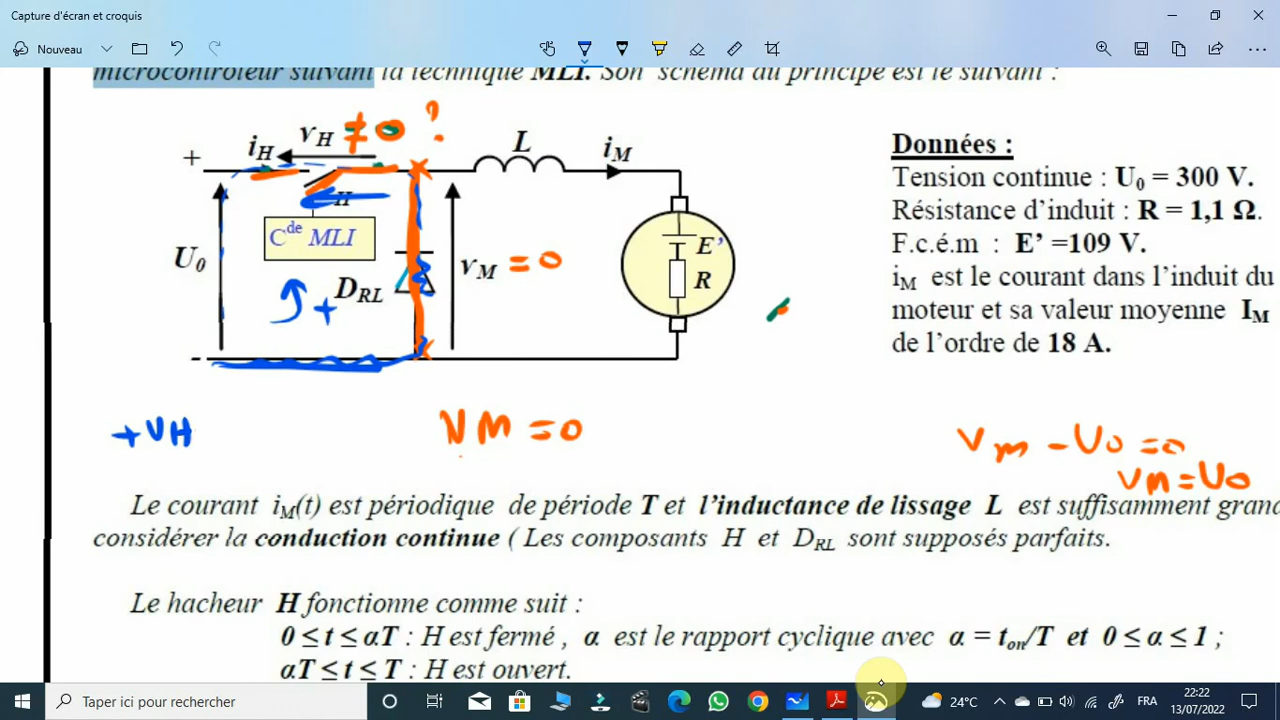 Capture d'écran et croquis
Nouveau
microcontrôleur suivant la technique MLI. Son schéma du principe est le suivant :
+ iH vH ≠ 0 ? L iM
H
Cde MLI
U0 + DRL vM = 0 E' R
-
Données :
Tension continue : U0 = 300 V.
Résistance d'induit : R = 1,1 Ω.
F.c.é.m : E' =109 V.
iM est le courant dans l'induit du
moteur et sa valeur moyenne IM
de l'ordre de 18 A.
+VH VM = 0 Vm - U0 = 0
Vm = U0
Le courant iM(t) est périodique de période T et l'inductance de lissage L est suffisamment grand
considérer la conduction continue ( Les composants H et DRL sont supposés parfaits.
Le hacheur H fonctionne comme suit :
0 ≤ t ≤ αT : H est fermé , α est le rapport cyclique avec α = ton/T et 0 ≤ α ≤ 1 ;
αT ≤ t ≤ T : H est ouvert.
Taper ici pour rechercher
24°C
FRA
22:22
13/07/2022